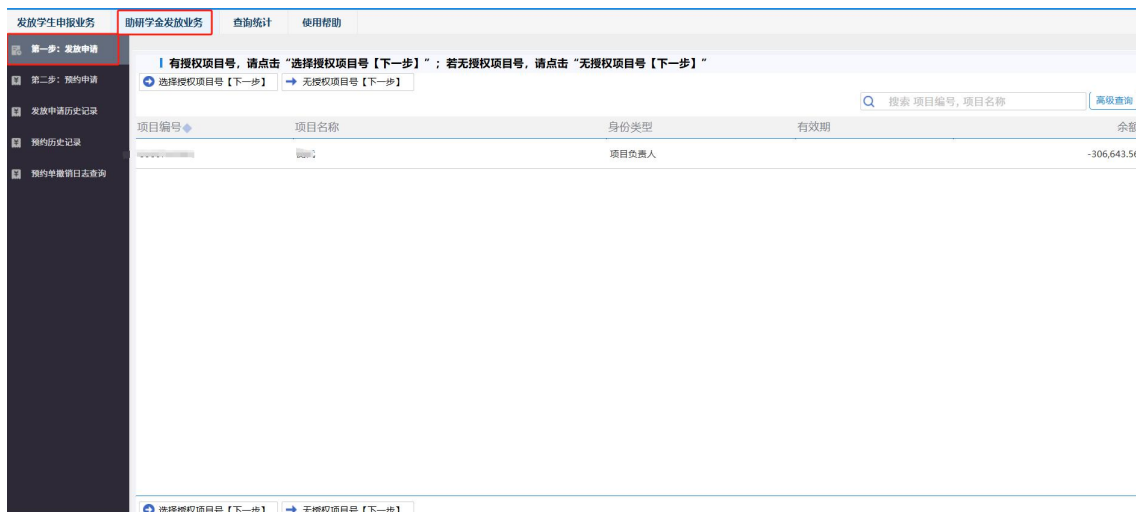 发放学生申报业务 助研学金发放业务 查询统计 使用帮助
第一步：发放申请
有授权项目号，请点击“选择授权项目号【下一步】”；若无授权项目号，请点击“无授权项目号【下一步】”
第二步：预约申请
选择授权项目号【下一步】 无授权项目号【下一步】
搜索 项目编号, 项目名称 高级查询
发放申请历史记录
项目编号 项目名称 身份类型 有效期 余额
预约历史记录
项目负责人 -306,643.56
预约单撤销日志查询
选择授权项目号【下一步】 无授权项目号【下一步】